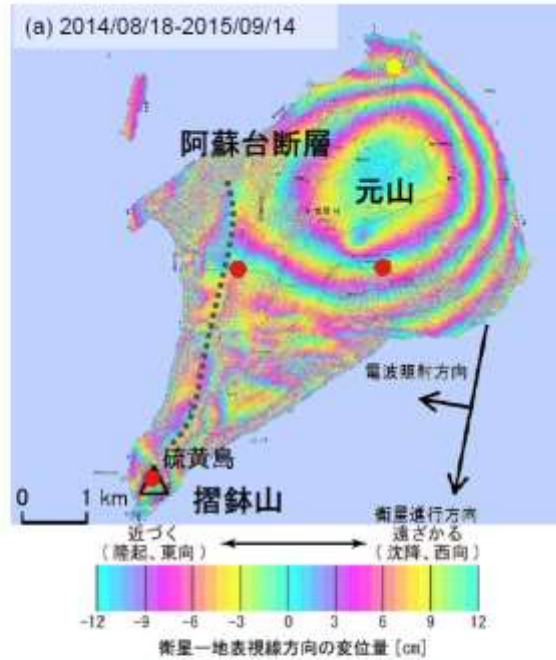 (a) 2014/08/18-2015/09/14
阿蘇台断層
元山
電波照射方向
硫黄島
0 1 km
摺鉢山
衛星進行方向
近づく
(隆起、東向)
遠ざかる
(沈降、西向)
-12 -9 -6 -3 0 3 6 9 12
衛星－地表視線方向の変位量 [cm]